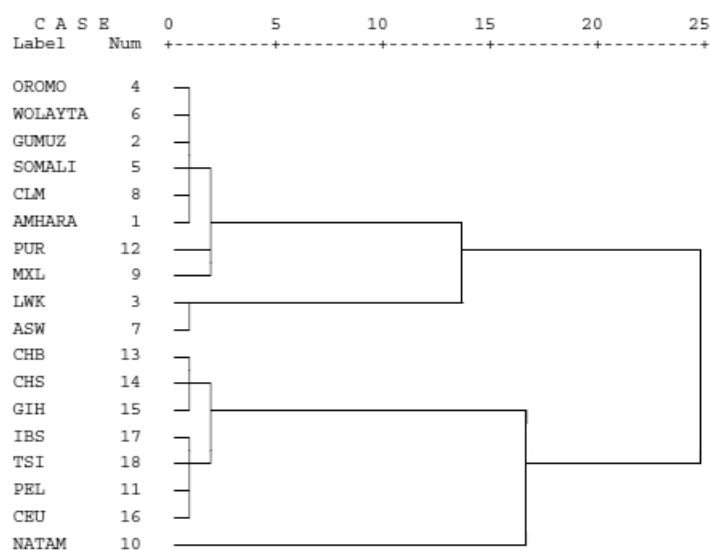 C A S E 0 5 10 15 20 25
Label Num +---------+---------+---------+---------+---------+
OROMO 4
WOLAYTA 6
GUMUZ 2
SOMALI 5
CLM 8
AMHARA 1
PUR 12
MXL 9
LWK 3
ASW 7
CHB 13
CHS 14
GIH 15
IBS 17
TSI 18
PEL 11
CEU 16
NATAM 10